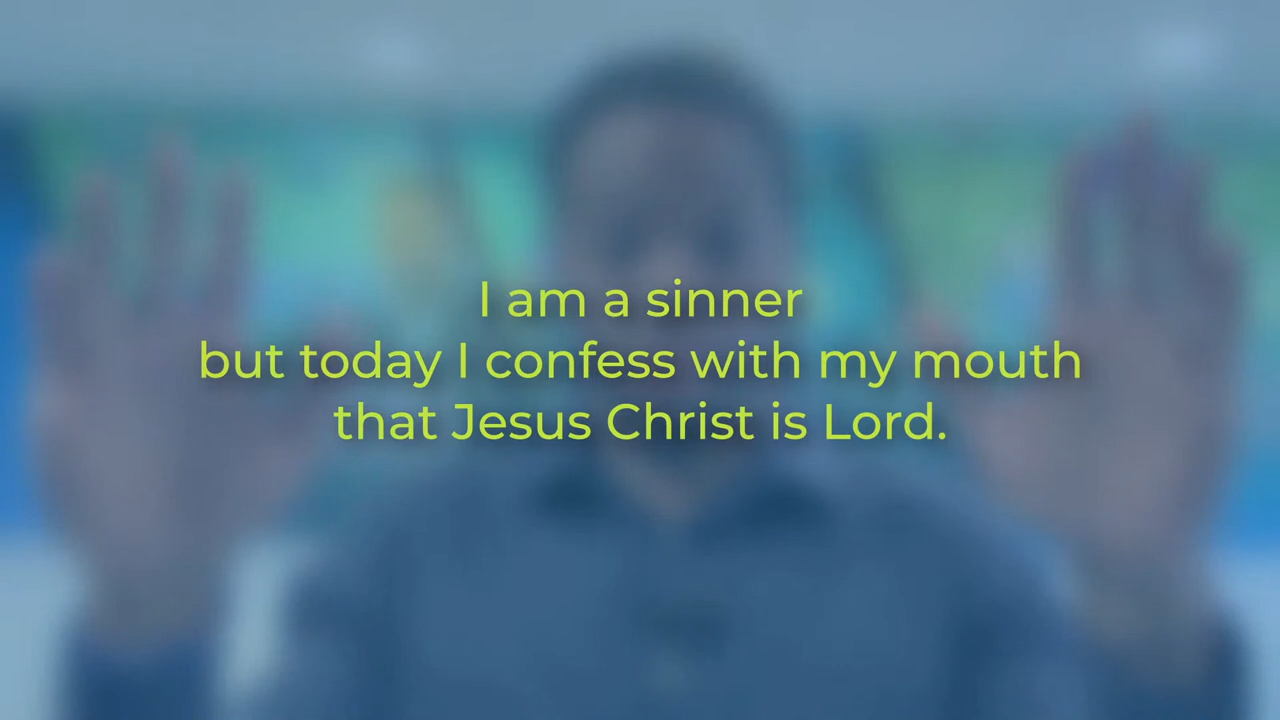 I am a sinner
but today I confess with my mouth
that Jesus Christ is Lord.